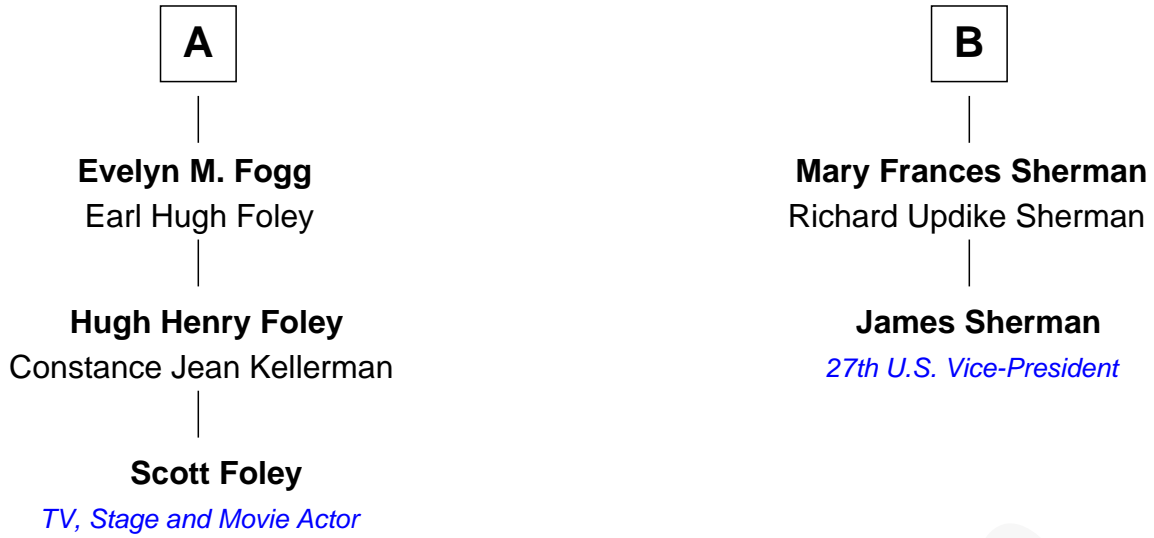 A
Evelyn M. Fogg
Earl Hugh Foley
Hugh Henry Foley
Constance Jean Kellerman
Scott Foley
TV, Stage and Movie Actor
B
Mary Frances Sherman
Richard Updike Sherman
James Sherman
27th U.S. Vice-President